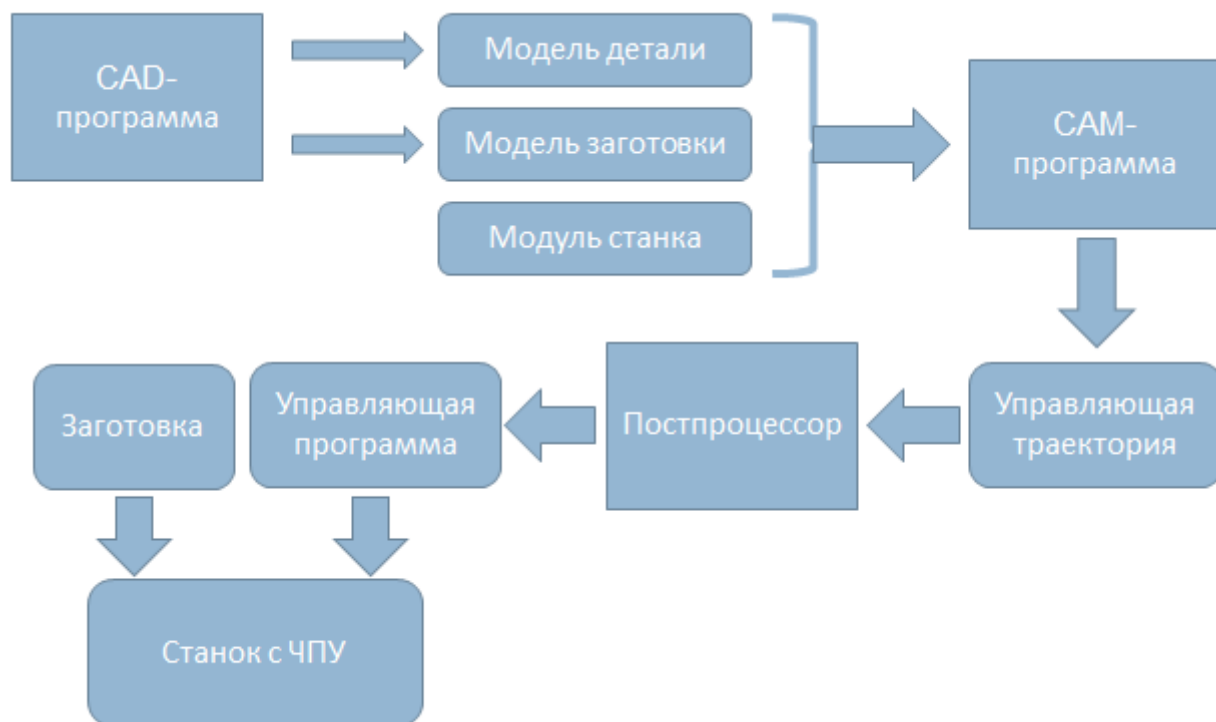 CAD-
программа
Модель детали
Модель заготовки
Модуль станка
CAM-
программа
Управляющая
траектория
Постпроцессор
Управляющая
программа
Заготовка
Станок с ЧПУ